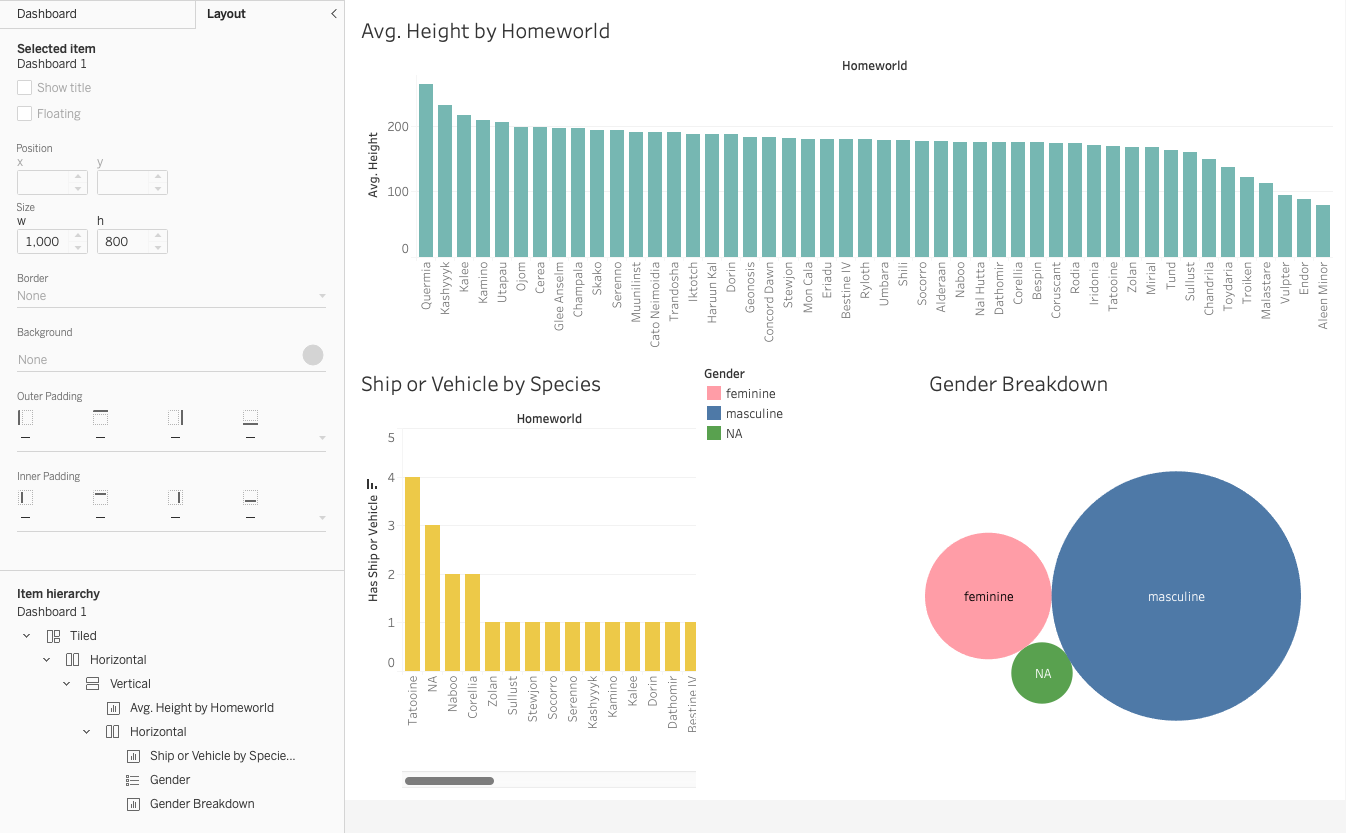 Dashboard
Layout
Selected item
Dashboard 1
Show title
Floating
Position
x
y
Size
w
h
1,000
800
Border
None
Background
None
Outer Padding
Inner Padding
Item hierarchy
Dashboard 1
Tiled
Horizontal
Vertical
Avg. Height by Homeworld
Horizontal
Ship or Vehicle by Specie...
Gender
Gender Breakdown
Avg. Height by Homeworld
Homeworld
Avg. Height
200
100
0
Quermia
Kashyyyk
Kalee
Kamino
Utapau
Ojom
Cerea
Glee Anselm
Champala
Skako
Serenno
Muunilinst
Cato Neimoidia
Trandosha
Iktotch
Haruun Kal
Dorin
Geonosis
Concord Dawn
Stewjon
Mon Cala
Eriadu
Bestine IV
Ryloth
Umbara
Shili
Socorro
Alderaan
Naboo
Nal Hutta
Dathomir
Corellia
Bespin
Coruscant
Rodia
Iridonia
Tatooine
Zolan
Mirial
Tund
Sullust
Chandrila
Toydaria
Troiken
Malastare
Vulpter
Endor
Aleen Minor
Ship or Vehicle by Species
Homeworld
Has Ship or Vehicle
5
4
3
2
1
0
Tatooine
NA
Naboo
Corellia
Zolan
Sullust
Stewjon
Socorro
Serenno
Kashyyyk
Kamino
Kalee
Dorin
Dathomir
Bestine IV
Gender
feminine
masculine
NA
Gender Breakdown
feminine
masculine
NA